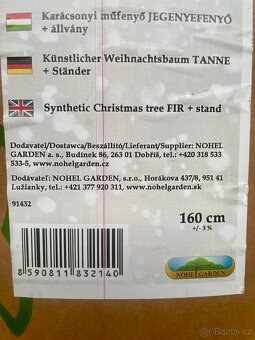 Karácsonyi műfenyő JEGENYEFENYŐ
+ állvány
Künstlicher Weihnachtsbaum TANNE
+ Ständer
Synthetic Christmas tree FIR + stand
Dodavatel/Dostawca/Beszállító/Lieferant/Supplier: NOHEL
GARDEN a. s., Budínek 86, 263 01 Dobříš, tel.: +420 318 533
533-5, www.nohelgarden.cz
Dodávateľ: NOHEL GARDEN, s.r.o., Horákova 437/8, 951 41
Lužianky, tel.: +421 377 920 311, www.nohelgarden.sk
91432
160 cm
+/- 3 %
8 590811 832140
NOHEL GARDEN
Sbazoš.cz